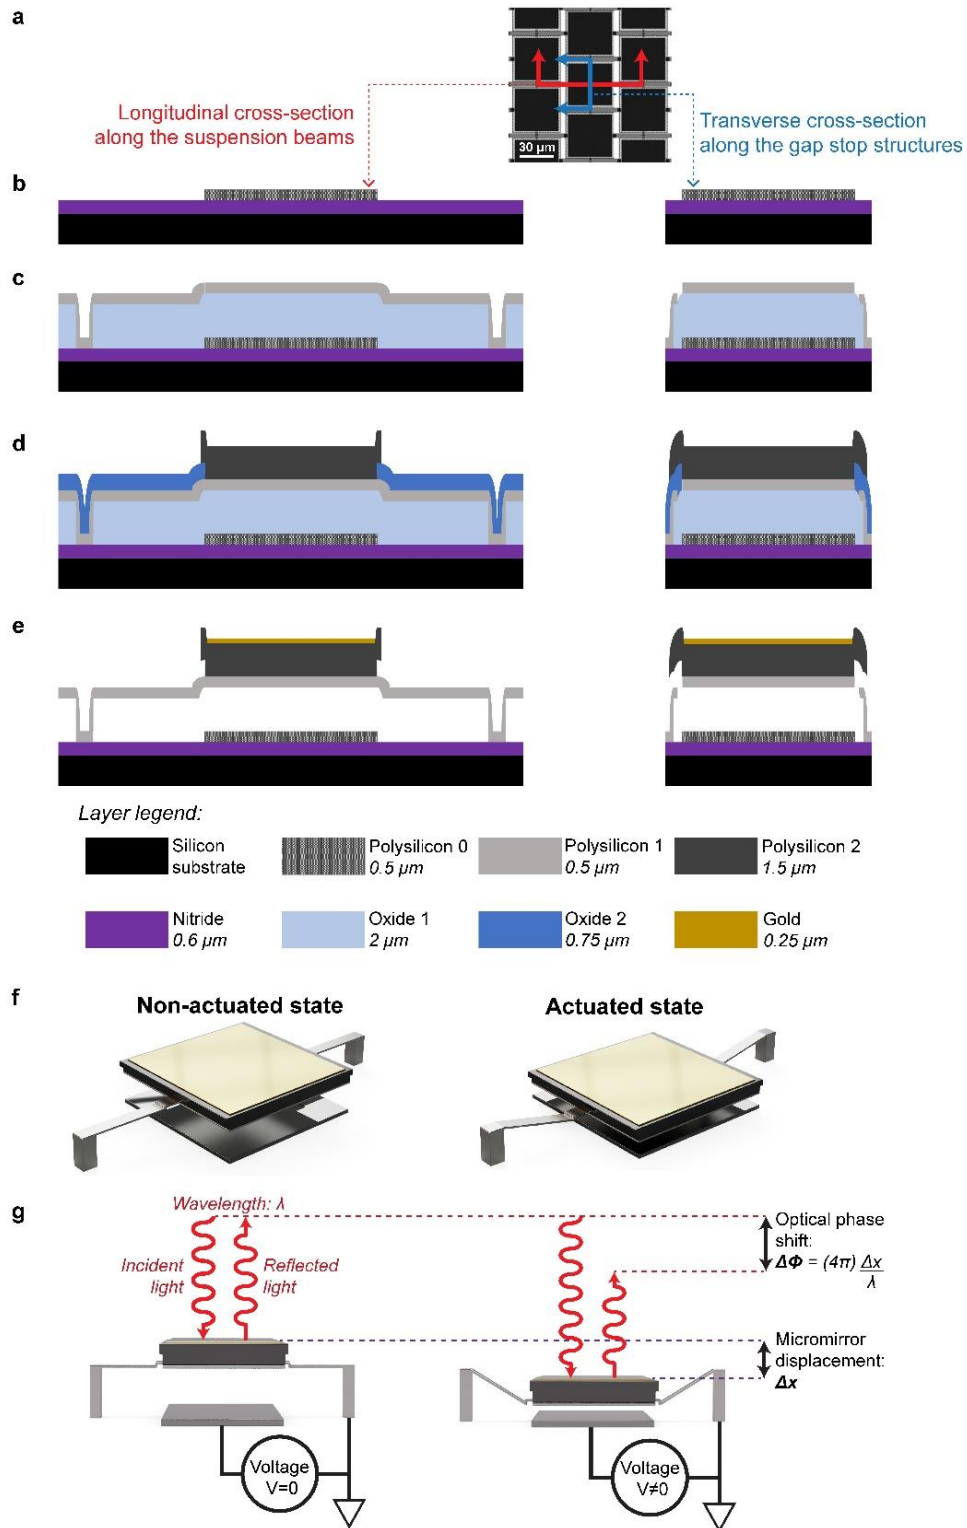 a
Longitudinal cross-section
along the suspension beams
30 µm
Transverse cross-section
along the gap stop structures
b
c
d
e
Layer legend:
Silicon
substrate
Polysilicon 0
0.5 µm
Polysilicon 1
0.5 µm
Polysilicon 2
1.5 µm
Nitride
0.6 µm
Oxide 1
2 µm
Oxide 2
0.75 µm
Gold
0.25 µm
f
Non-actuated state
Actuated state
g
Wavelength: λ
Incident
light
Reflected
light
Optical phase
shift:
ΔΦ = (4π) Δx/λ
Micromirror
displacement:
Δx
Voltage
V=0
Voltage
V≠0